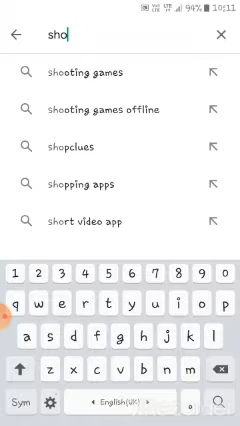 94% 10:11
sho
shooting games
shooting games offline
shopclues
shopping apps
short video app
1 2 3 4 5 6 7 8 9 0
q w e r t y u i o p
a s d f g h j k l
z x c v b n m
Sym English(UK) .